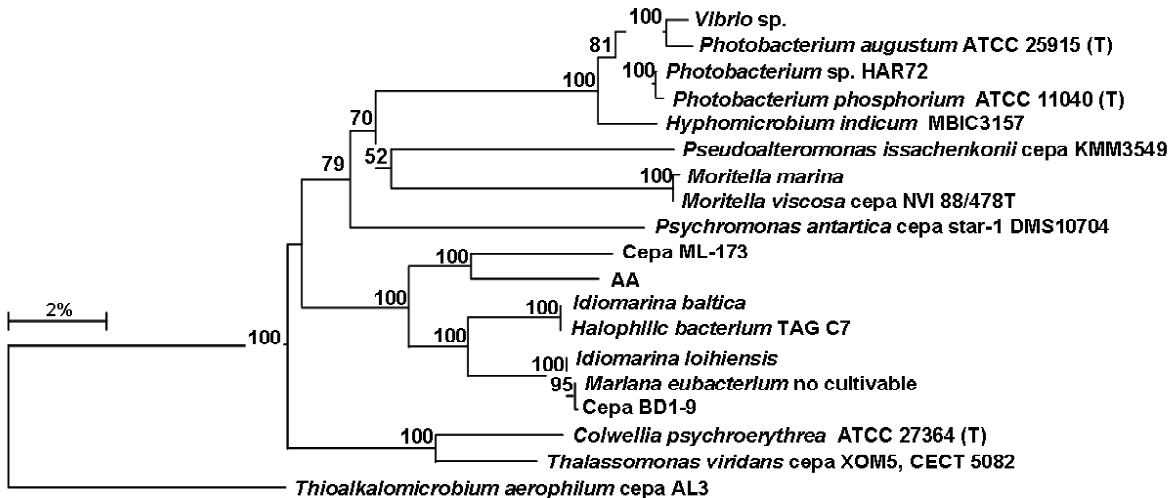 100 Vibrio sp.
81
Photobacterium augustum ATCC 25915 (T)
100 Photobacterium sp. HAR72
100
Photobacterium phosphorium ATCC 11040 (T)
70
Hyphomicrobium indicum MBIC3157
52
Pseudoalteromonas issachenkonii cepa KMM3549
79
100 Moritella marina
Moritella viscosa cepa NVI 88/478T
Psychromonas antartica cepa star-1 DMS10704
100
Cepa ML-173
AA
2%
100
100 Idiomarina baltica
Halophilic bacterium TAG C7
100
100
100 Idiomarina loihiensis
95 Mariana eubacterium no cultivable
Cepa BD1-9
100 Colwellia psychroerythrea ATCC 27364 (T)
Thalassomonas viridans cepa XOM5, CECT 5082
Thioalkalomicrobium aerophilum cepa AL3